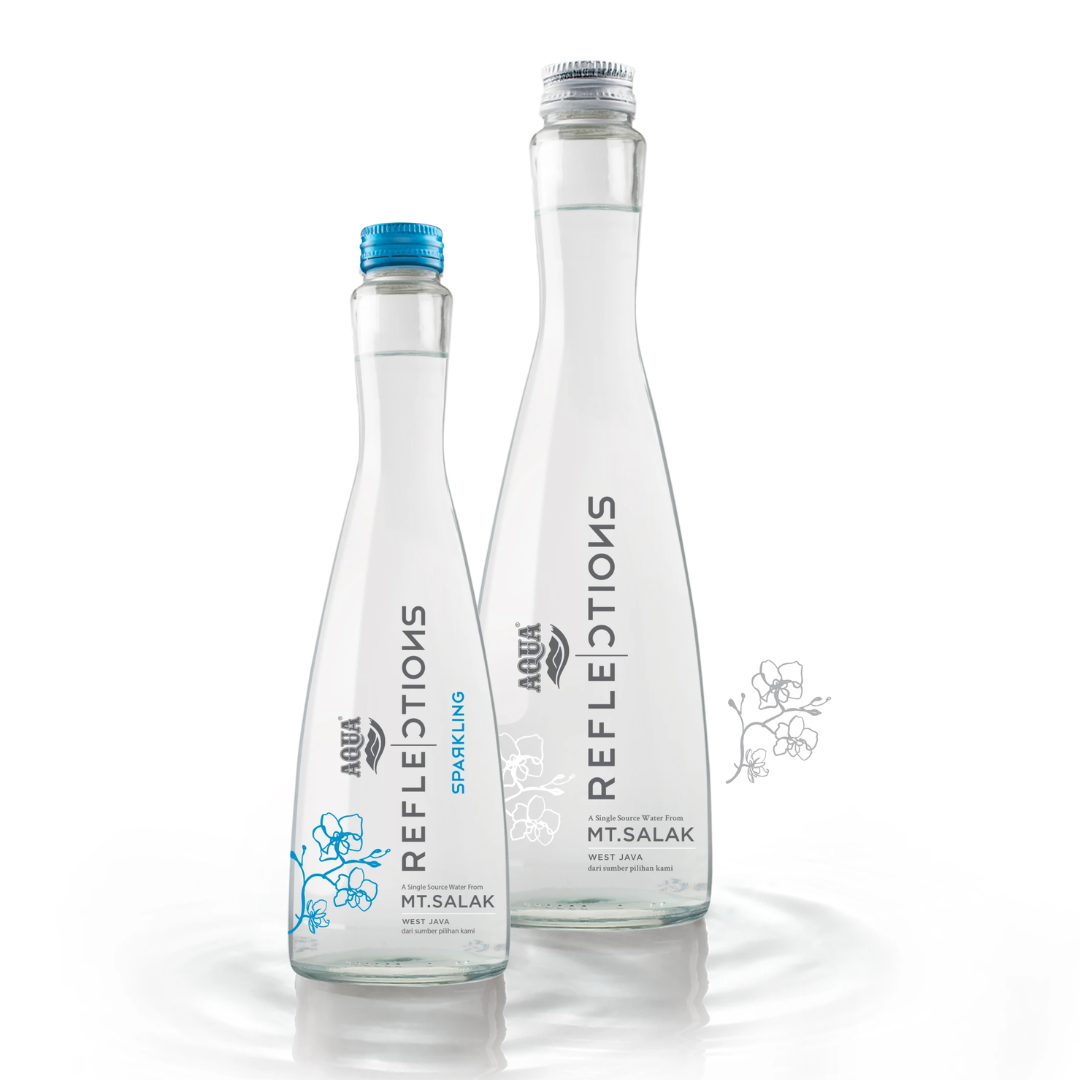 AQUA
REFLECTIONS
SPARKLING
A Single Source Water From
MT.SALAK
WEST JAVA
dari sumber pilihan kami
AQUA
REFLECTIONS
A Single Source Water From
MT.SALAK
WEST JAVA
dari sumber pilihan kami